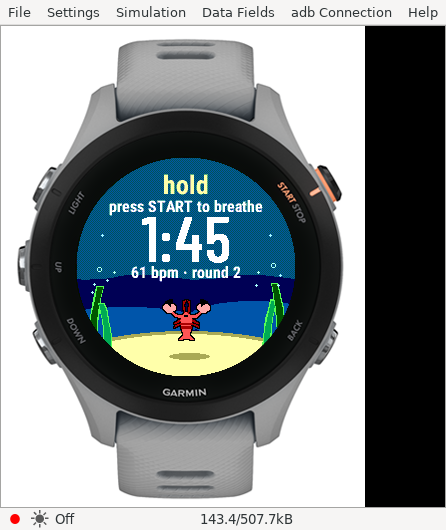 File Settings Simulation Data Fields adb Connection Help
LIGHT
START STOP
hold
press START to breathe
1:45
61 bpm · round 2
UP
DOWN
BACK
GARMIN
Off 143.4/507.7kB